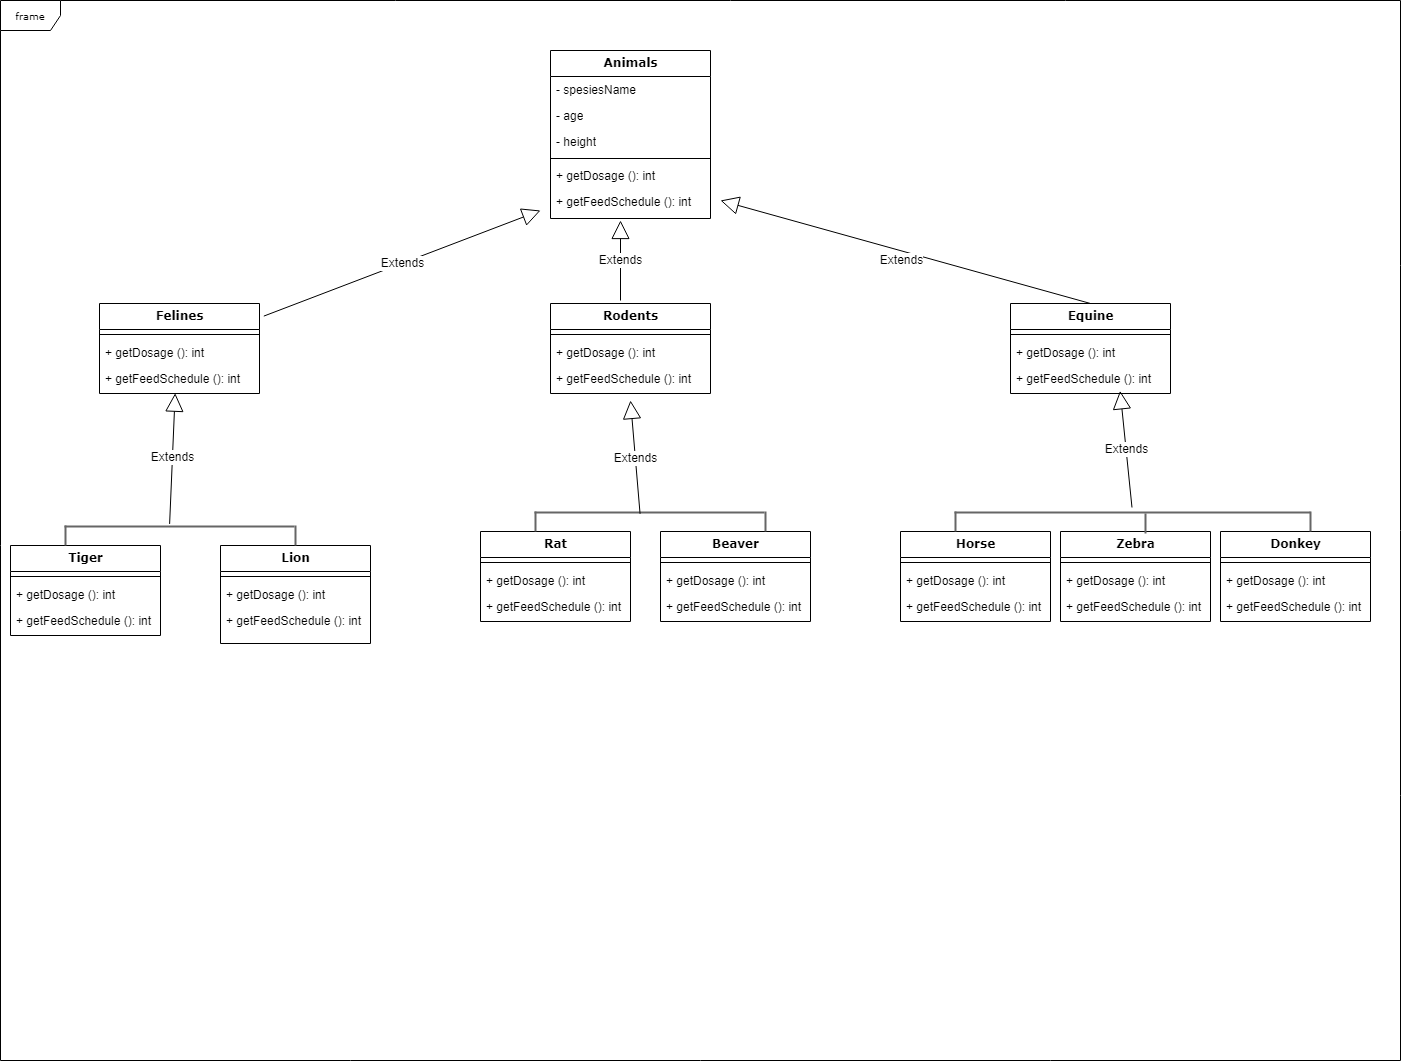 frame
Animals
- spesiesName
- age
- height
+ getDosage (): int
+ getFeedSchedule (): int
Extends
Extends
Extends
Felines
+ getDosage (): int
+ getFeedSchedule (): int
Rodents
+ getDosage (): int
+ getFeedSchedule (): int
Equine
+ getDosage (): int
+ getFeedSchedule (): int
Extends
Extends
Extends
Tiger
+ getDosage (): int
+ getFeedSchedule (): int
Lion
+ getDosage (): int
+ getFeedSchedule (): int
Rat
+ getDosage (): int
+ getFeedSchedule (): int
Beaver
+ getDosage (): int
+ getFeedSchedule (): int
Horse
+ getDosage (): int
+ getFeedSchedule (): int
Zebra
+ getDosage (): int
+ getFeedSchedule (): int
Donkey
+ getDosage (): int
+ getFeedSchedule (): int